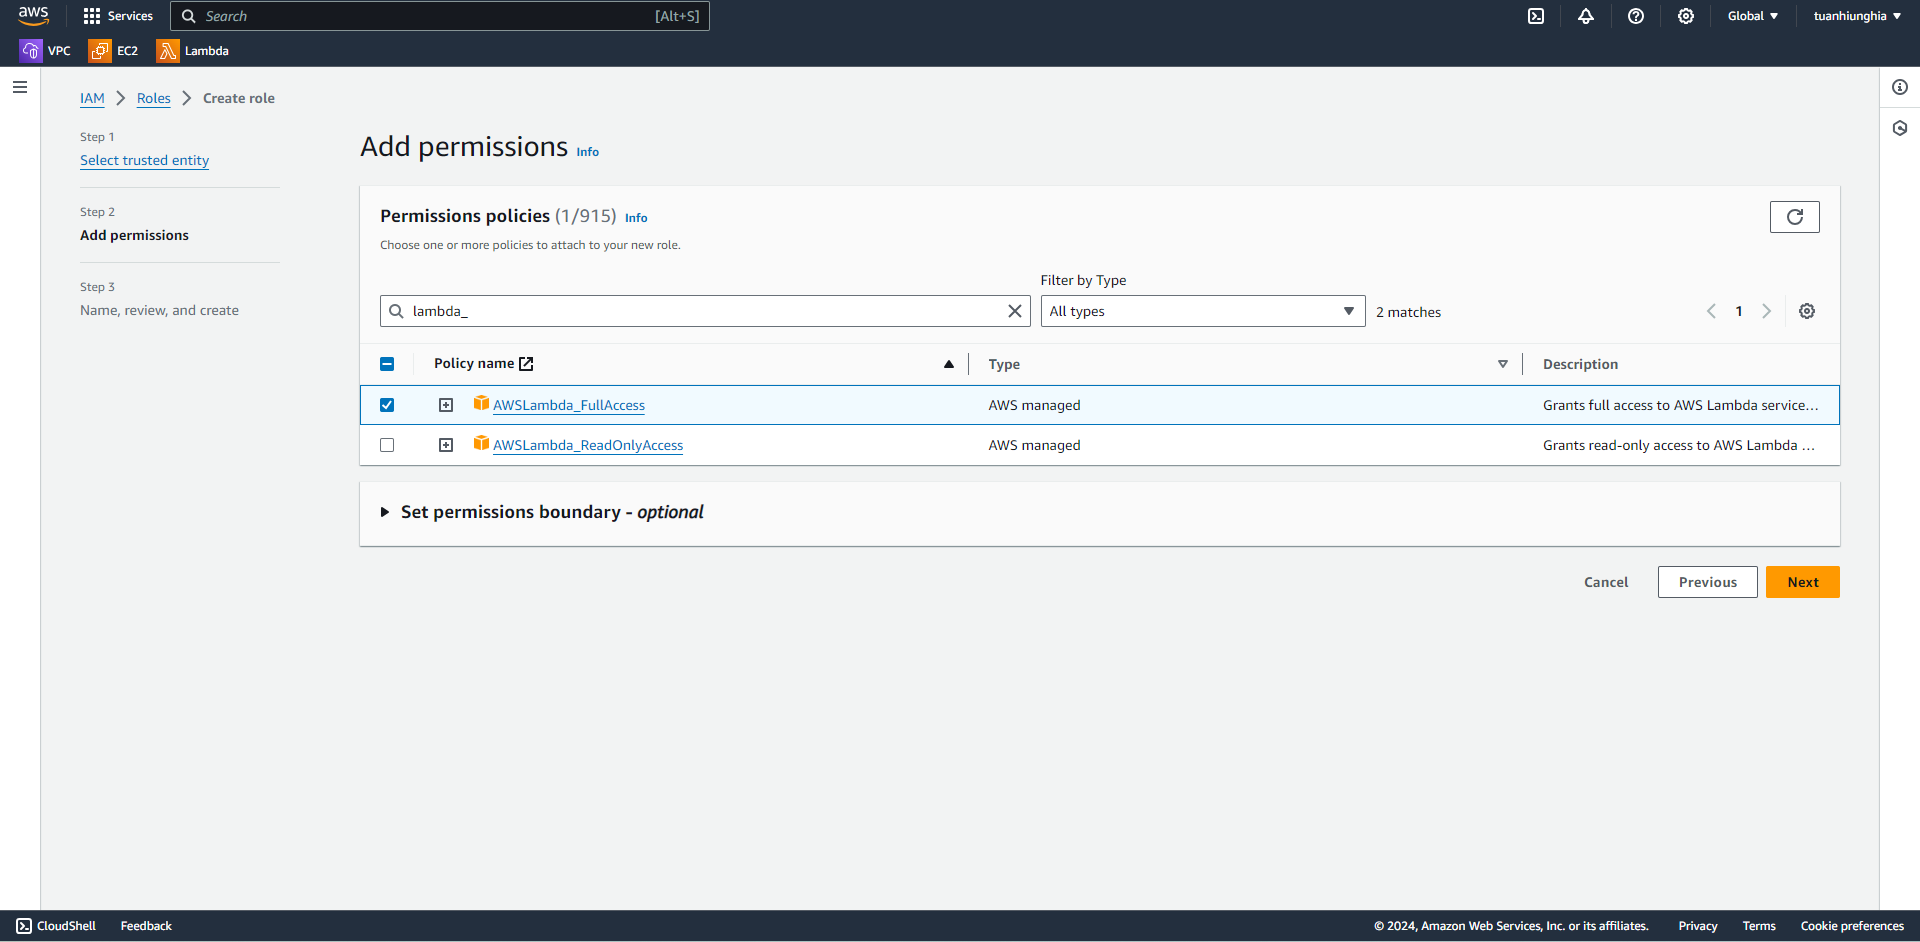 aws Services Search [Alt+S] Global tuanhiunghia
VPC EC2 Lambda
IAM Roles Create role
Step 1
Select trusted entity
Step 2
Add permissions
Step 3
Name, review, and create
Add permissions Info
Permissions policies (1/915) Info
Choose one or more policies to attach to your new role.
Filter by Type
lambda_ All types 2 matches 1
Policy name Type Description
AWSLambda_FullAccess AWS managed Grants full access to AWS Lambda service…
AWSLambda_ReadOnlyAccess AWS managed Grants read-only access to AWS Lambda …
Set permissions boundary - optional
Cancel Previous Next
CloudShell Feedback © 2024, Amazon Web Services, Inc. or its affiliates. Privacy Terms Cookie preferences